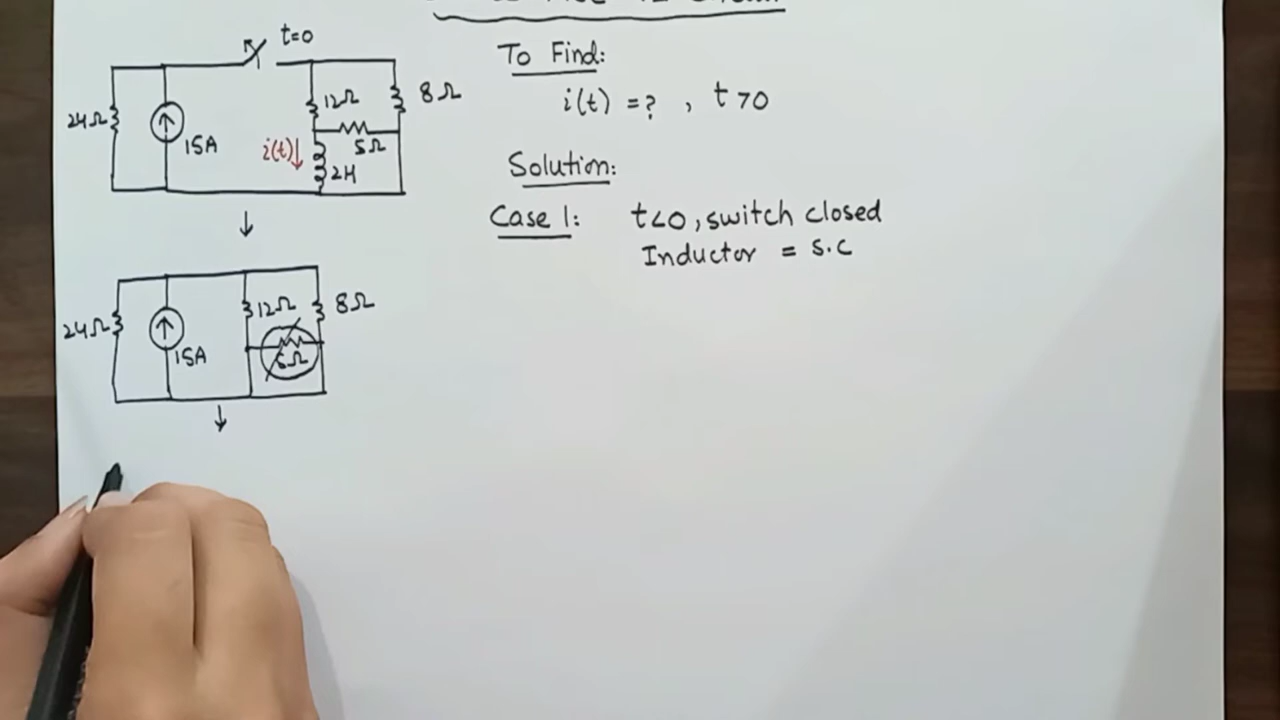 t=0
24Ω
15A
12Ω
8Ω
5Ω
i(t)
2H
To Find:
i(t) = ? , t>0
Solution:
Case 1: t<0, switch closed
Inductor = S.C
24Ω
15A
12Ω
8Ω
5Ω